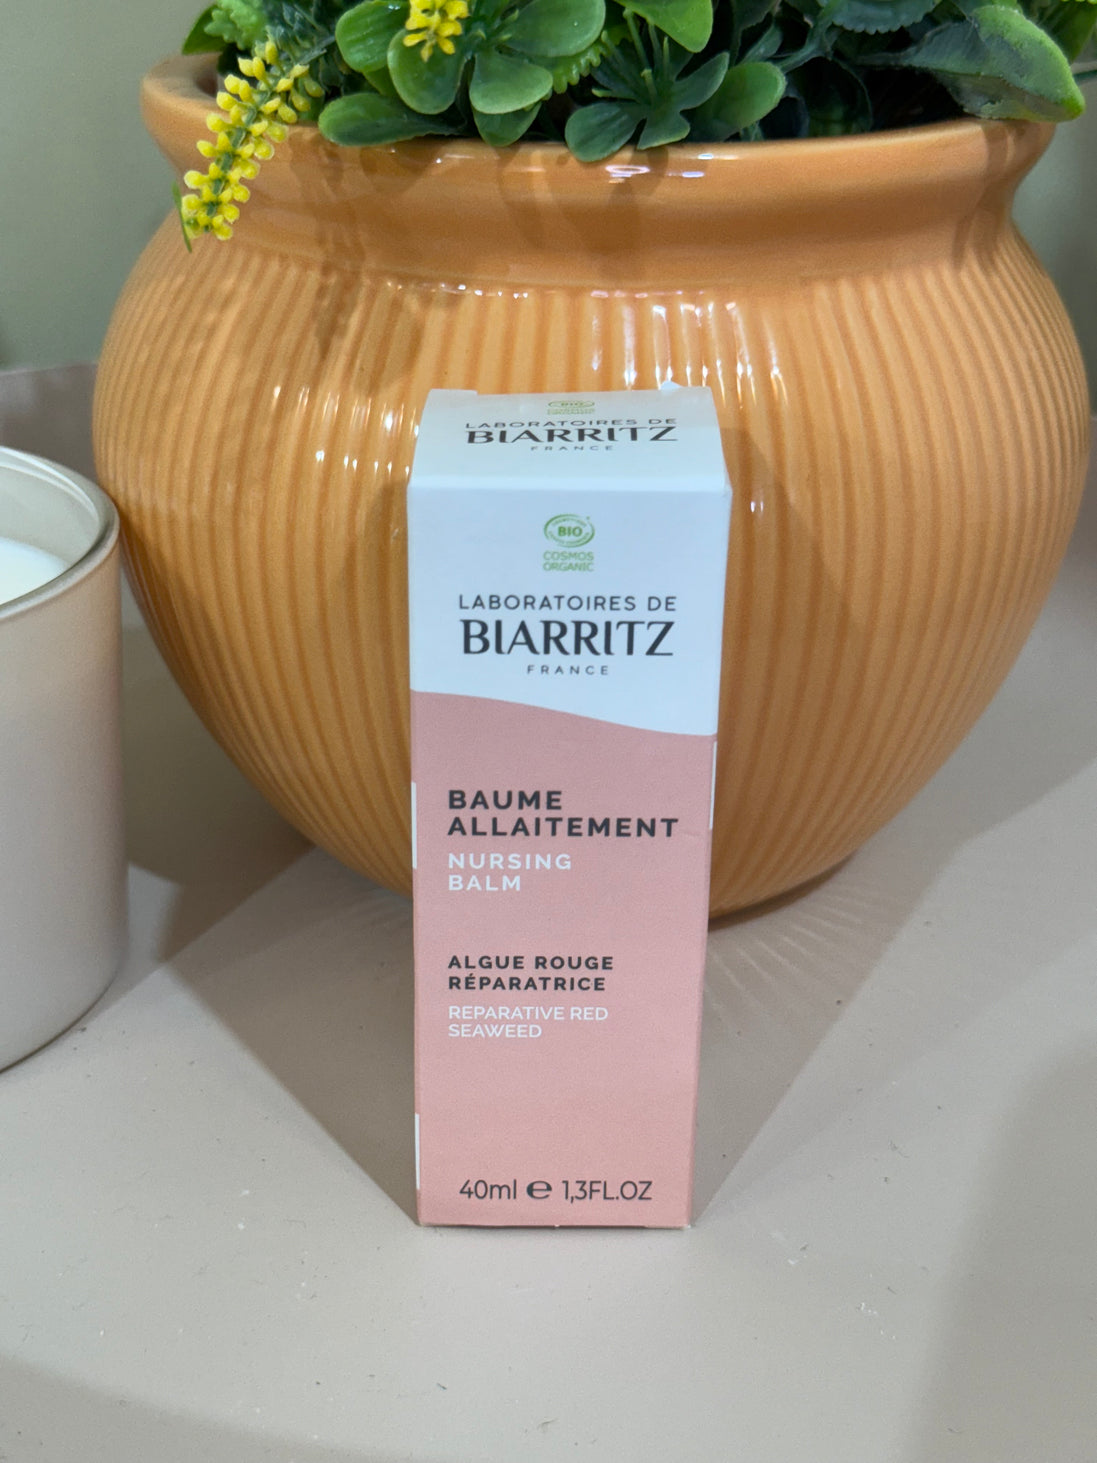 BIO
LABORATOIRES DE
BIARRITZ
FRANCE
BIO
COSMOS
ORGANIC
LABORATOIRES DE
BIARRITZ
FRANCE
BAUME
ALLAITEMENT
NURSING
BALM
ALGUE ROUGE
RÉPARATRICE
REPARATIVE RED
SEAWEED
40ml ℮ 1,3FL.OZ